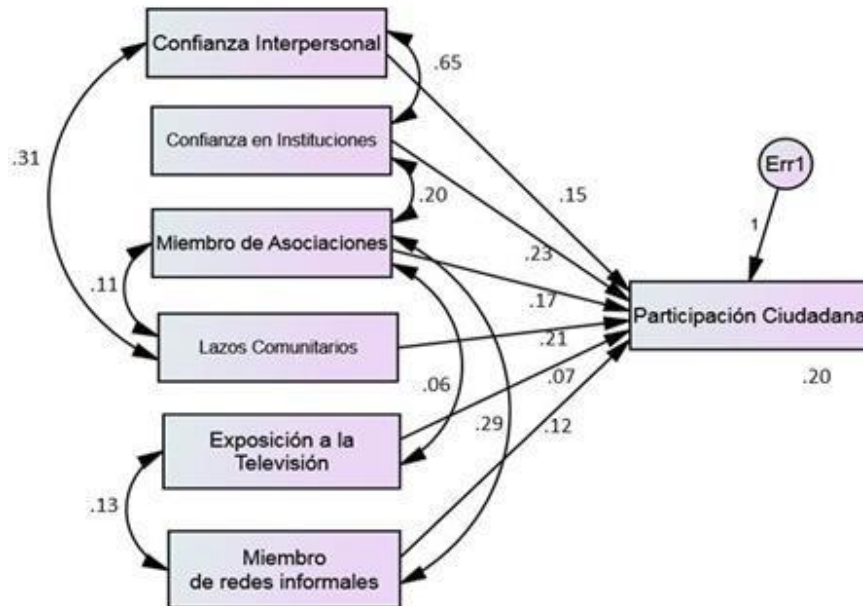 Confianza Interpersonal
.65
Confianza en Instituciones
.31
.20
Err1
.15
Miembro de Asociaciones
1
.23
.11
.17
Participación Ciudadana
Lazos Comunitarios
.21
.06
.07
.20
Exposición a la
Televisión
.29
.12
.13
Miembro
de redes informales